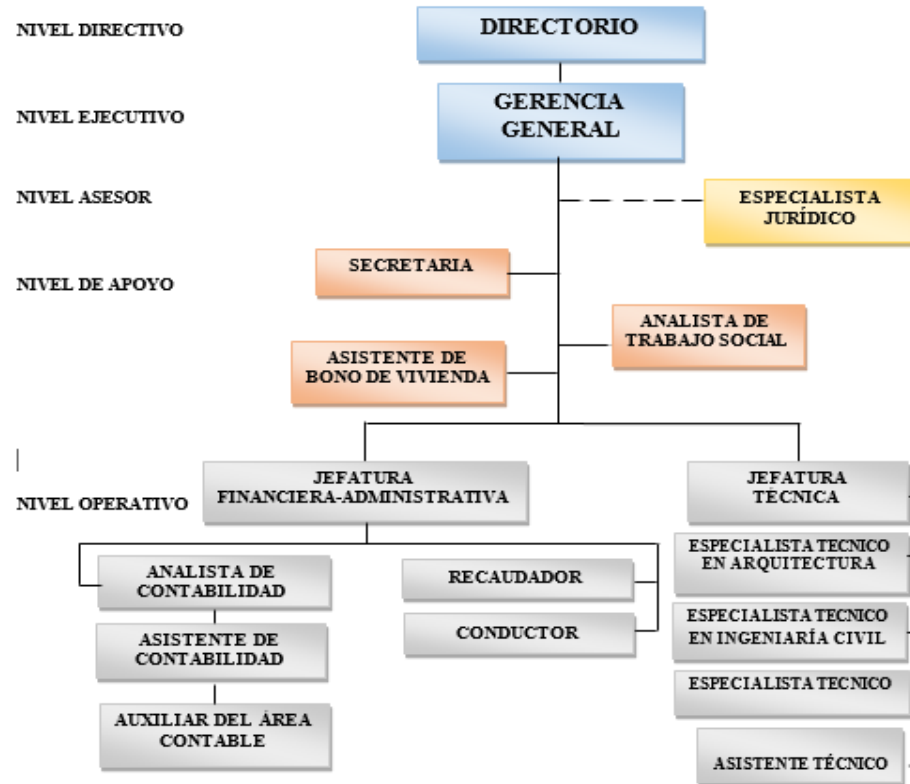 NIVEL DIRECTIVO
DIRECTORIO
NIVEL EJECUTIVO
GERENCIA
GENERAL
NIVEL ASESOR
ESPECIALISTA
JURÍDICO
NIVEL DE APOYO
SECRETARIA
ANALISTA DE
TRABAJO SOCIAL
ASISTENTE DE
BONO DE VIVIENDA
NIVEL OPERATIVO
JEFATURA
FINANCIERA-ADMINISTRATIVA
JEFATURA
TÉCNICA
ANALISTA DE
CONTABILIDAD
ASISTENTE DE
CONTABILIDAD
AUXILIAR DEL ÁREA
CONTABLE
RECAUDADOR
CONDUCTOR
ESPECIALISTA TECNICO
EN ARQUITECTURA
ESPECIALISTA TECNICO
EN INGENIARÍA CIVIL
ESPECIALISTA TECNICO
ASISTENTE TÉCNICO